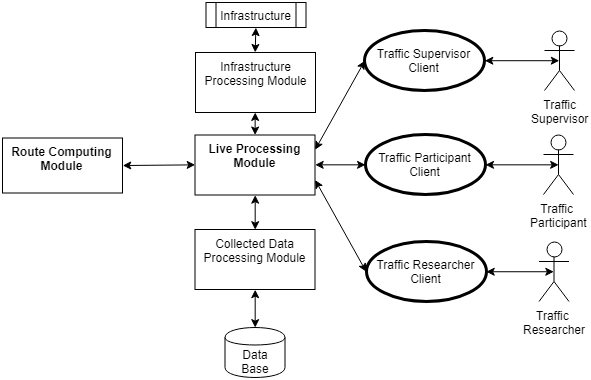 Infrastructure
Infrastructure
Processing Module
Traffic Supervisor
Client
Traffic
Supervisor
Route Computing
Module
Live Processing
Module
Traffic Participant
Client
Traffic
Participant
Collected Data
Processing Module
Traffic Researcher
Client
Traffic
Researcher
Data
Base